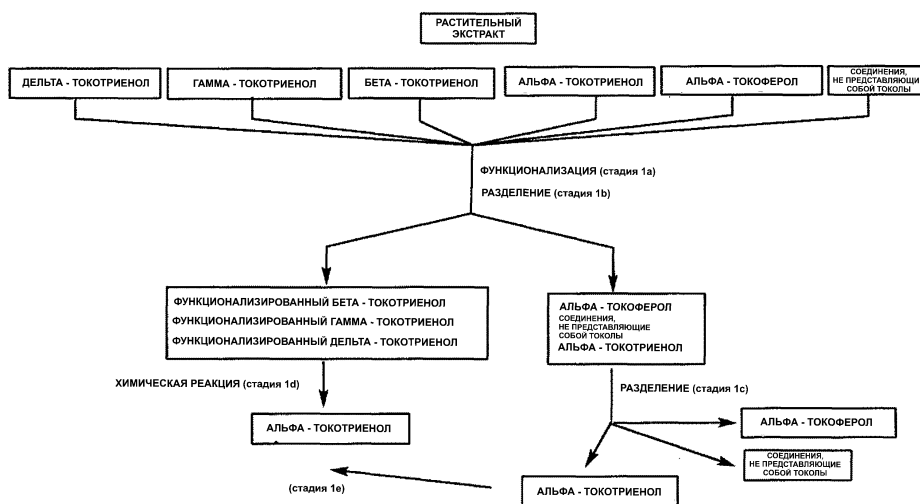 РАСТИТЕЛЬНЫЙ
ЭКСТРАКТ
ДЕЛЬТА - ТОКОТРИЕНОЛ
ГАММА - ТОКОТРИЕНОЛ
БЕТА - ТОКОТРИЕНОЛ
АЛЬФА - ТОКОТРИЕНОЛ
АЛЬФА - ТОКОФЕРОЛ
СОЕДИНЕНИЯ,
НЕ ПРЕДСТАВЛЯЮЩИ
СОБОЙ ТОКОЛЫ
ФУНКЦИОНАЛИЗАЦИЯ (стадия 1a)
РАЗДЕЛЕНИЕ (стадия 1b)
ФУНКЦИОНАЛИЗИРОВАННЫЙ БЕТА - ТОКОТРИЕНОЛ
ФУНКЦИОНАЛИЗИРОВАННЫЙ ГАММА - ТОКОТРИЕНОЛ
ФУНКЦИОНАЛИЗИРОВАННЫЙ ДЕЛЬТА - ТОКОТРИЕНОЛ
АЛЬФА - ТОКОФЕРОЛ
СОЕДИНЕНИЯ,
НЕ ПРЕДСТАВЛЯЮЩИЕ
СОБОЙ ТОКОЛЫ
АЛЬФА - ТОКОТРИЕНОЛ
ХИМИЧЕСКАЯ РЕАКЦИЯ (стадия 1d)
РАЗДЕЛЕНИЕ (стадия 1c)
АЛЬФА - ТОКОТРИЕНОЛ
АЛЬФА - ТОКОФЕРОЛ
СОЕДИНЕНИЯ,
НЕ ПРЕДСТАВЛЯЮЩИЕ
СОБОЙ ТОКОЛЫ
(стадия 1e)
АЛЬФА - ТОКОТРИЕНОЛ